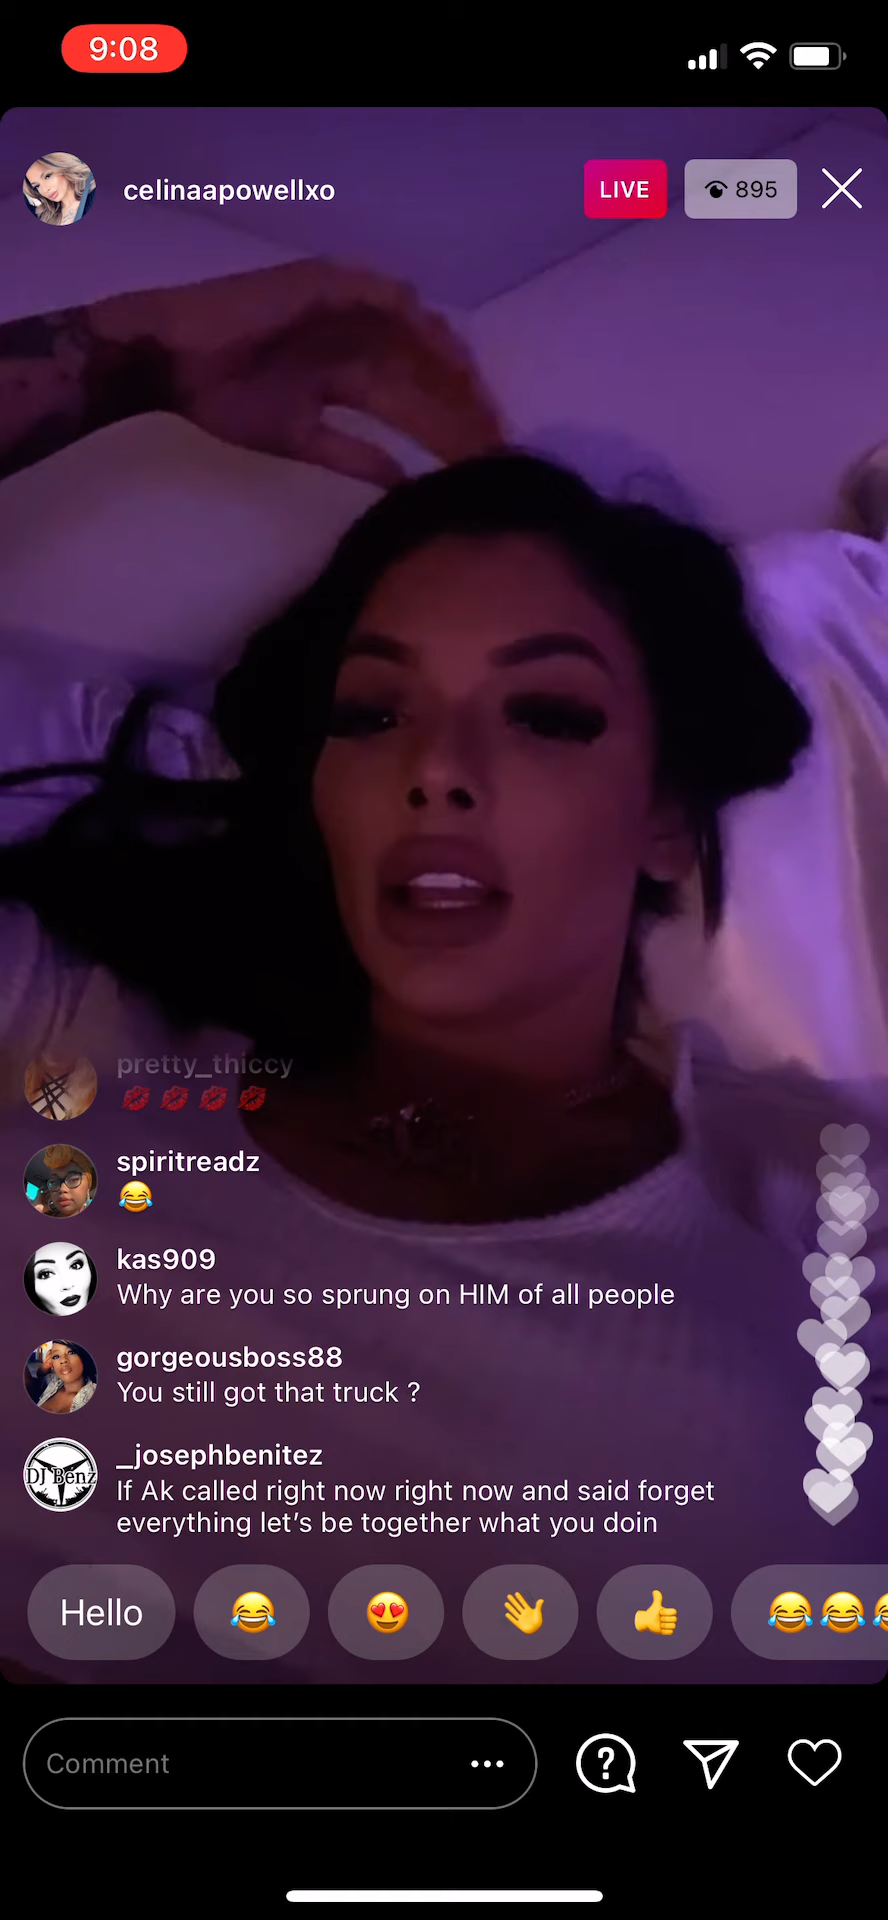 9:08
celinaapowellxo
LIVE
895
pretty_thiccy
💋 💋 💋 💋
spiritreadz
😂
kas909
Why are you so sprung on HIM of all people
gorgeousboss88
You still got that truck ?
_josephbenitez
DJ Benz
If Ak called right now right now and said forget
everything let's be together what you doin
Hello 😂 😍 👋 👍 😂😂😂
Comment